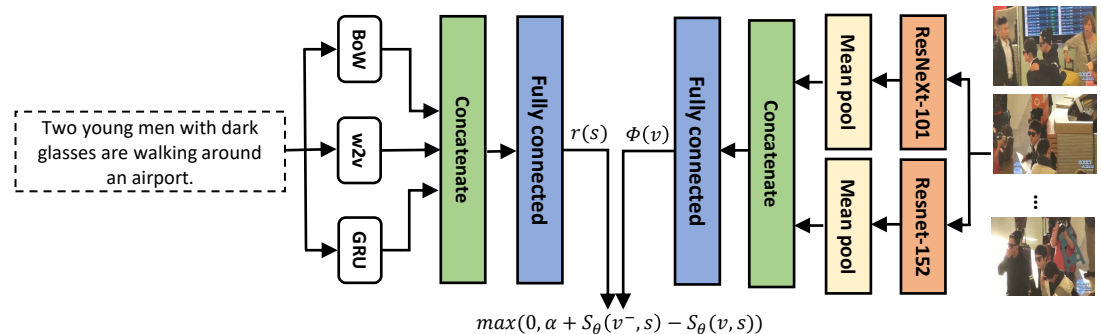 Two young men with dark
glasses are walking around
an airport.
BoW
w2v
GRU
Concatenate
Fully connected
r(s)
Φ(v)
Fully connected
Concatenate
Mean pool
Mean pool
ResNeXt-101
Resnet-152
...
max(0, α + S_θ(v⁻, s) − S_θ(v, s))